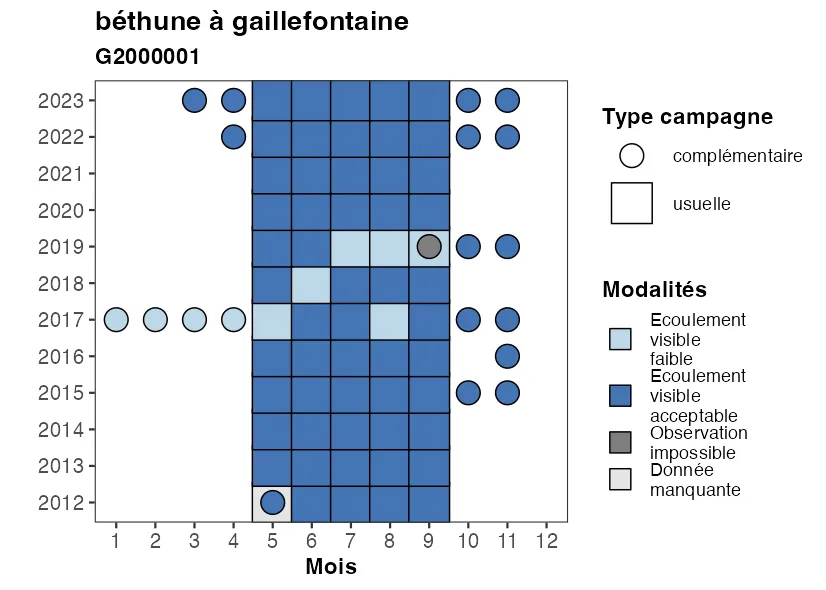 béthune à gaillefontaine
G2000001
2023
2022
2021
2020
2019
2018
2017
2016
2015
2014
2013
2012
1 2 3 4 5 6 7 8 9 10 11 12
Mois
Type campagne
complémentaire
usuelle
Modalités
Ecoulement
visible
faible
Ecoulement
visible
acceptable
Observation
impossible
Donnée
manquante